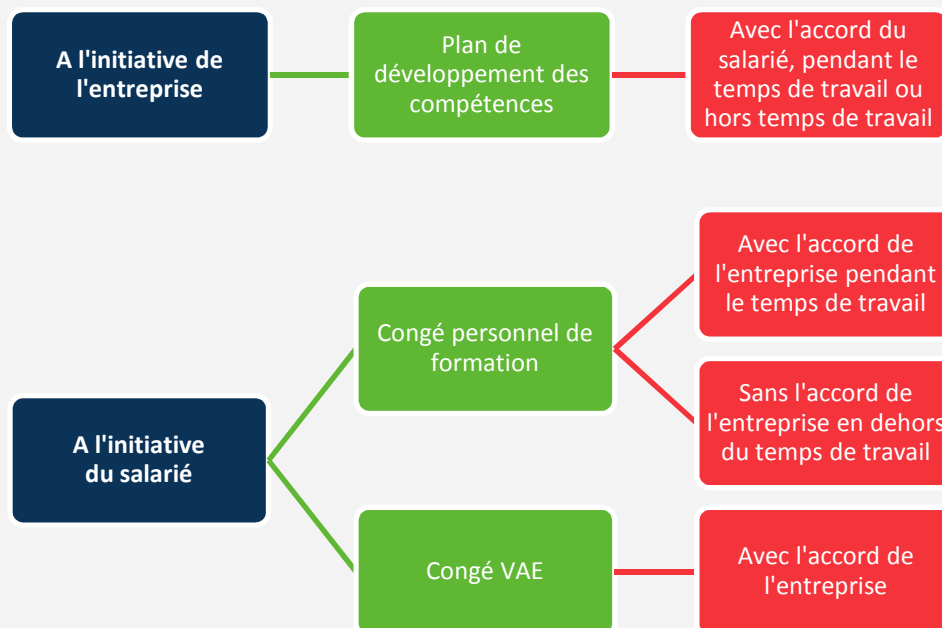 A l'initiative de
l'entreprise
Plan de
développement des
compétences
Avec l'accord du
salarié, pendant le
temps de travail ou
hors temps de travail
A l'initiative
du salarié
Congé personnel de
formation
Avec l'accord de
l'entreprise pendant
le temps de travail
Sans l'accord de
l'entreprise en dehors
du temps de travail
Congé VAE
Avec l'accord de
l'entreprise